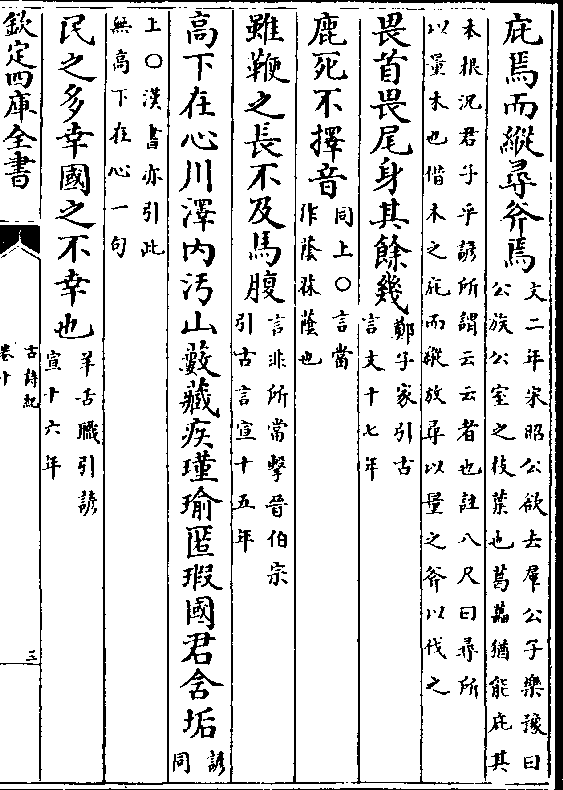 庇焉而縱尋斧焉
文二年宋昭公欲去羣公子樂豫曰
公族公室之枝葉也葛藟猶能庇其
本根況君子乎諺所謂云云者也註八尺曰尋所
以量木也借木之庇而縱放尋以量之斧以伐之
畏首畏尾身其餘幾
鄭子家引古
言文十七年
鹿死不擇音
同上〇言當
作蔭庥蔭也
雖鞭之長不及馬腹
言非所當擊晉伯宗
引古言宣十五年
高下在心川澤內汚山藪藏疾瑾瑜匿瑕國君含垢
諺
同
上〇漢書亦引此
無高下在心一句
民之多幸國之不幸也
羊舌職引諺
宣十六年
欽定四庫全書
古詩紀
卷十
三